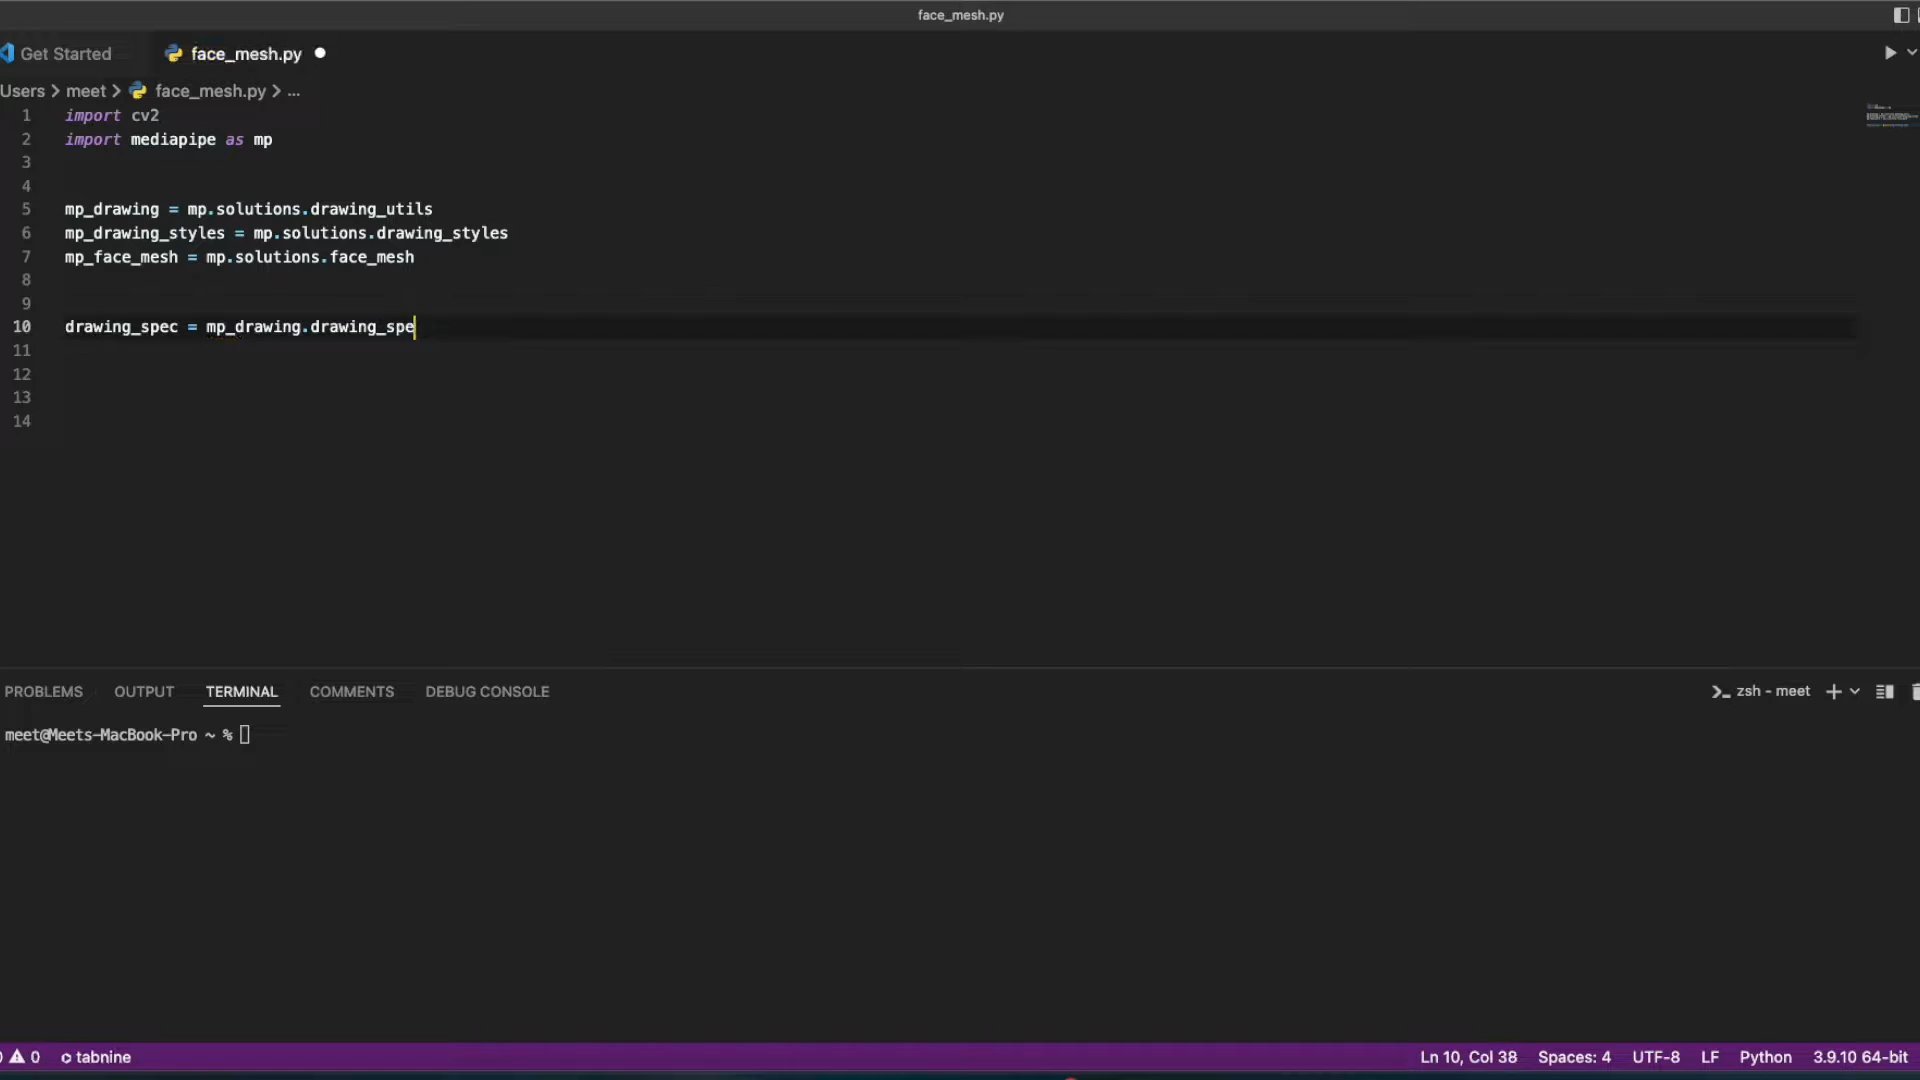 face_mesh.py
Get Started face_mesh.py
Users > meet > face_mesh.py > ...
1 import cv2
2 import mediapipe as mp
3
4
5 mp_drawing = mp.solutions.drawing_utils
6 mp_drawing_styles = mp.solutions.drawing_styles
7 mp_face_mesh = mp.solutions.face_mesh
8
9
10 drawing_spec = mp_drawing.drawing_spe
11
12
13
14
PROBLEMS OUTPUT TERMINAL COMMENTS DEBUG CONSOLE zsh - meet
meet@Meets-MacBook-Pro ~ %
0 tabnine Ln 10, Col 38 Spaces: 4 UTF-8 LF Python 3.9.10 64-bit